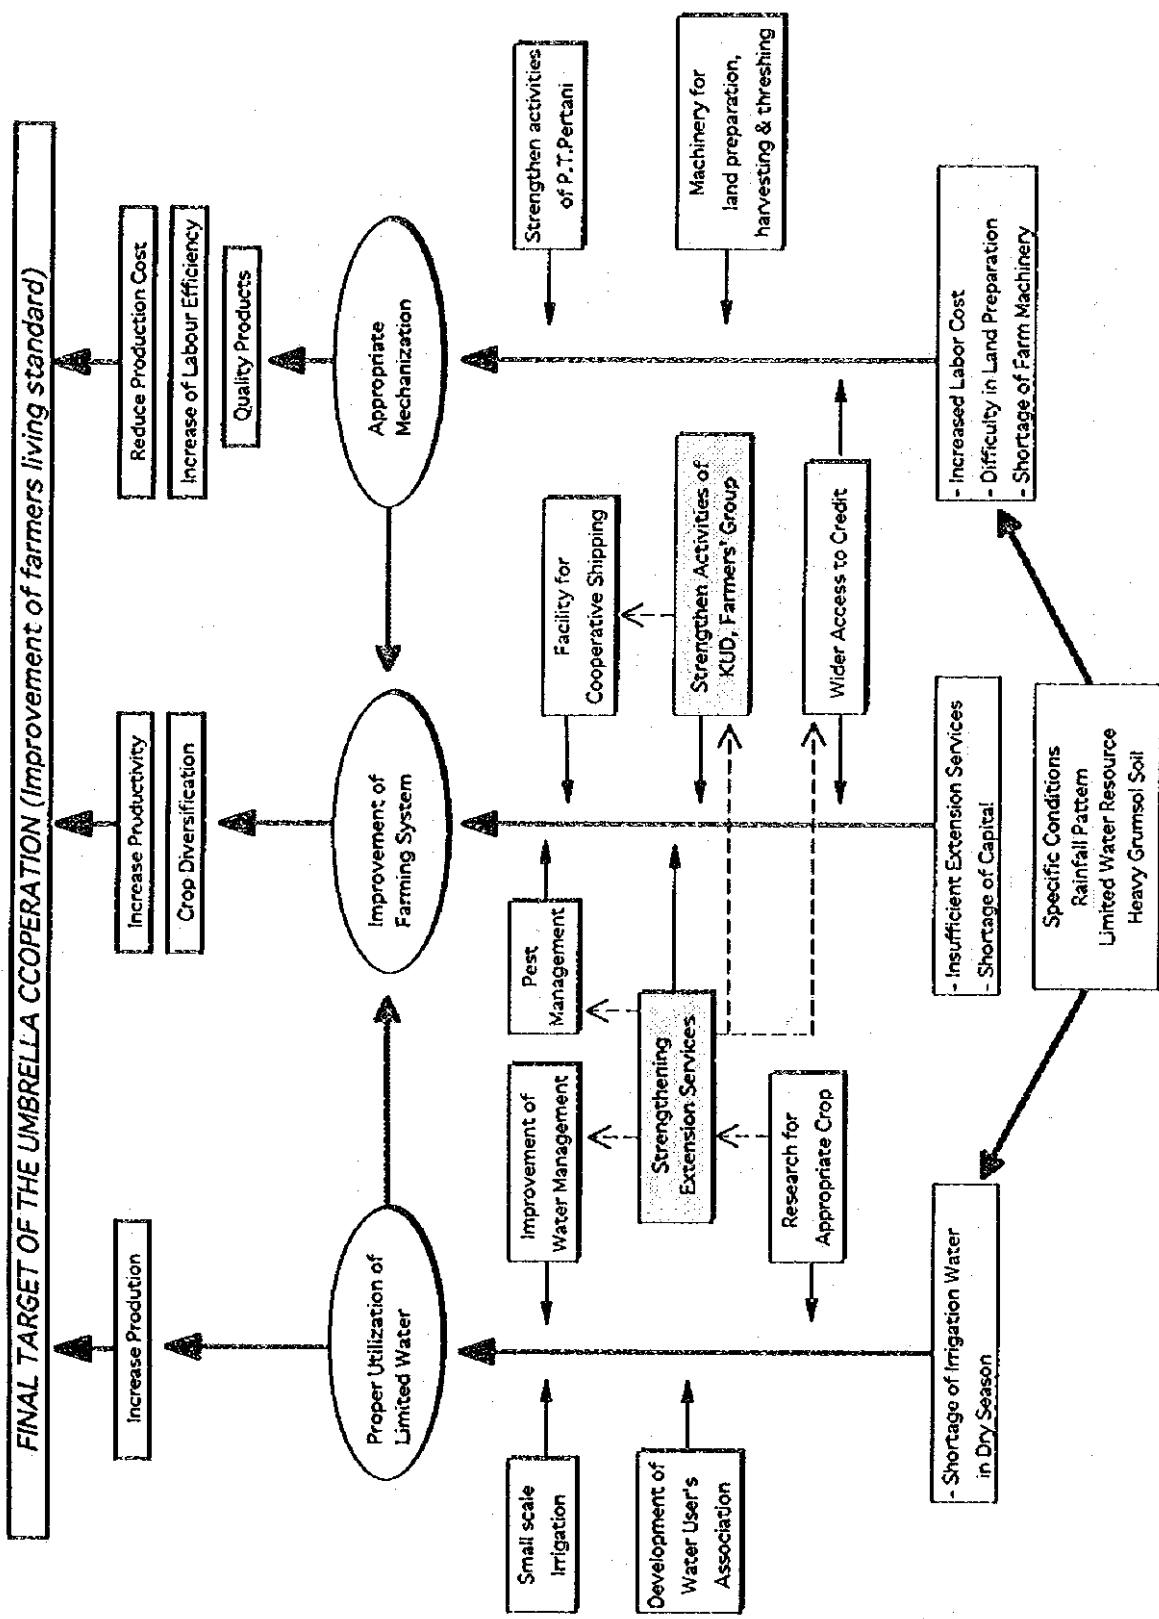 FINAL TARGET OF THE UMBRELLA CCOPERATION (Improvement of farmers living standard)
Increase Prodution
Increase Productivity
Crop Diversification
Reduce Production Cost
Increase of Labour Efficiency
Quality Products
Proper Utilization of
Limited Water
Improvement of
Farming System
Appropriate
Mechanization
Small scale
Irrigation
Improvement of
Water Management
Pest
Management
Facility for
Cooperative Shipping
Strengthen activities
of P.T.Pertani
Development of
Water User's
Association
Strengthening
Extension Services
Strengthen Activities of
KUD, Farmers' Group
Machinery for
land preparation,
harvesting & threshing
Research for
Appropriate Crop
Wider Access to Credit
- Shortage of Irrigation Water
in Dry Season
- Insufficient Extension Services
- Shortage of Capital
- Increased Labor Cost
- Difficulty in Land Preparation
- Shortage of Farm Machinery
Specific Conditions
Rainfall Pattern
Limited Water Resource
Heavy Grumsol Soil